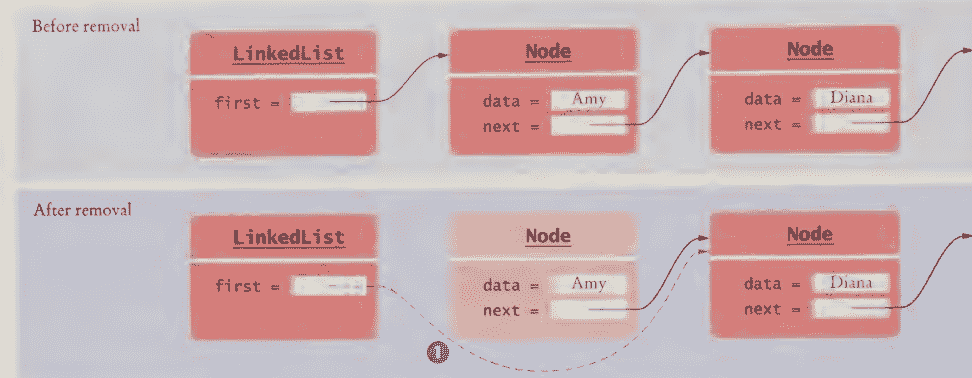 Before removal
LinkedList
Node
Node
first =
data = Amy
next =
data = Diana
next =
After removal
LinkedList
Node
Node
first =
data = Amy
next =
data = Diana
next =
1